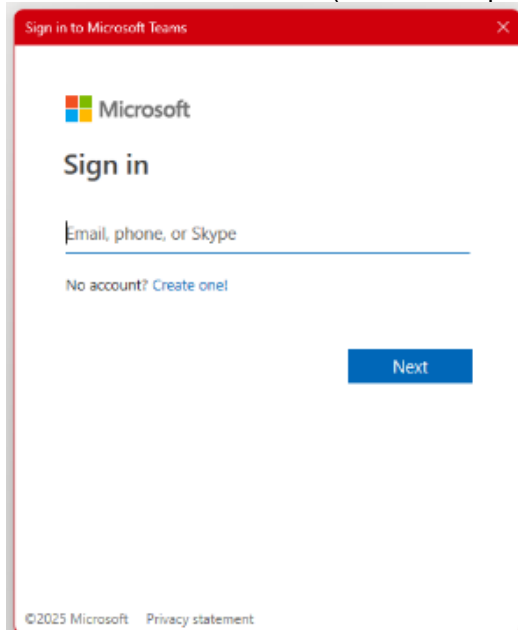 Sign in to Microsoft Teams
Microsoft
Sign in
Email, phone, or Skype
No account? Create one!
Next
©2025 Microsoft Privacy statement